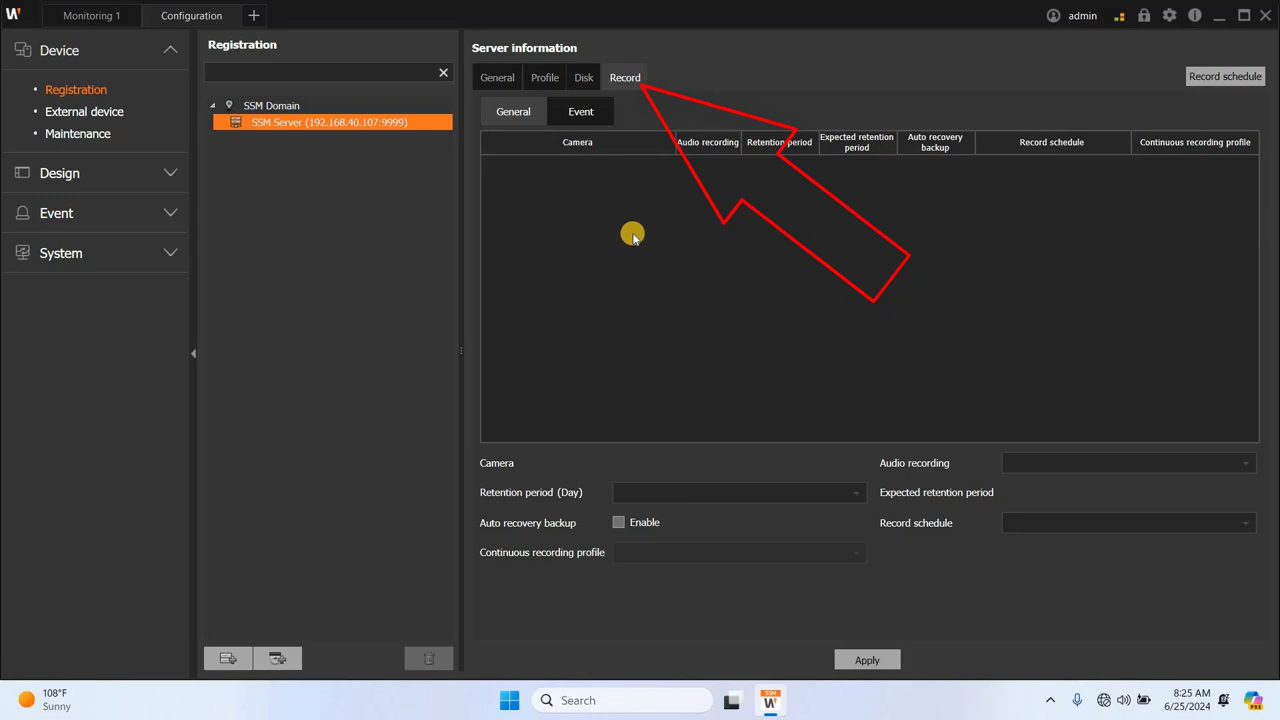 Monitoring 1
Configuration
admin
Device
Registration
External device
Maintenance
Design
Event
System
Registration
SSM Domain
SSM Server (192.168.40.107:9999)
Server information
General
Profile
Disk
Record
Record schedule
General
Event
Camera
Audio recording
Retention period
Expected retention
period
Auto recovery
backup
Record schedule
Continuous recording profile
Camera
Audio recording
Retention period (Day)
Expected retention period
Auto recovery backup
Enable
Record schedule
Continuous recording profile
Apply
108°F
Sunny
Search
SSM
W
8:25 AM
6/25/2024
PRE